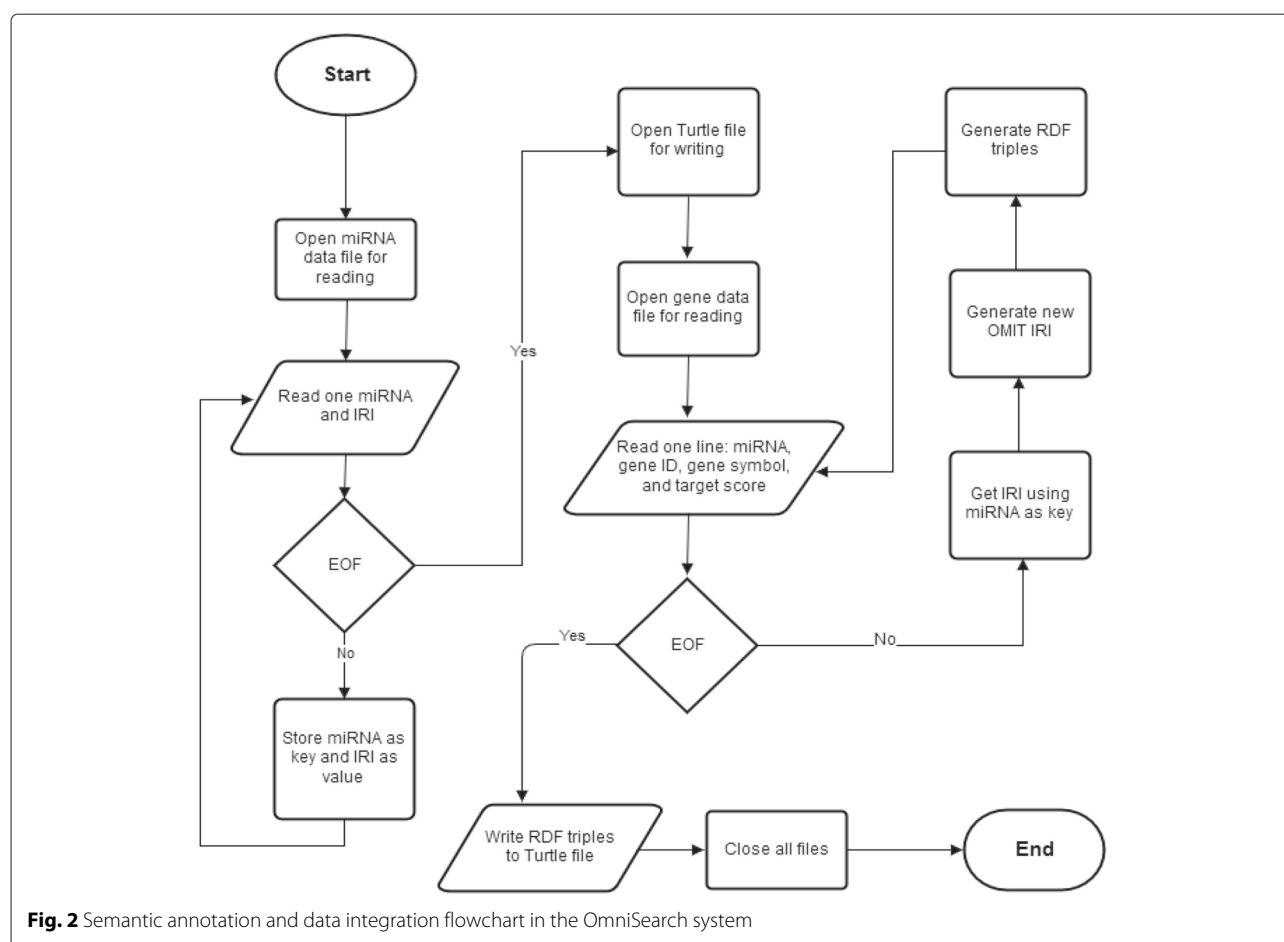 Start
Open miRNA
data file for
reading
Read one miRNA
and IRI
EOF
No
Store miRNA as
key and IRI as
value
Yes
Open Turtle file
for writing
Open gene data
file for reading
Read one line: miRNA,
gene ID, gene symbol,
and target score
EOF
No
Get IRI using
miRNA as key
Generate new
OMIT IRI
Generate RDF
triples
Yes
Write RDF triples
to Turtle file
Close all files
End
Fig. 2 Semantic annotation and data integration flowchart in the OmniSearch system